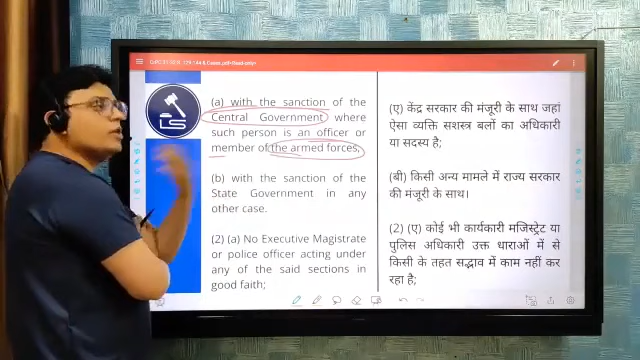 (a) with the sanction of the
Central Government where
such person is an officer or
member of the armed forces;
(b) with the sanction of the
State Government in any
other case.
(2) (a) No Executive Magistrate
or police officer acting under
any of the said sections in
good faith;
(ए) केंद्र सरकार की मंजूरी के साथ जहां
ऐसा व्यक्ति सशस्त्र बलों का अधिकारी
या सदस्य है;
(बी) किसी अन्य मामले में राज्य सरकार
की मंजूरी के साथ।
(2) (ए) कोई भी कार्यकारी मजिस्ट्रेट या
पुलिस अधिकारी उक्त धाराओं में से
किसी के तहत सद्भाव में काम नहीं कर
रहा है;
LS